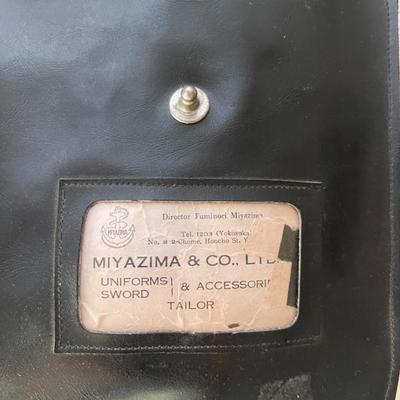 MIYAZIMA
Director Fuminori Miyazima
Tel. 1203 (Yokosuka
No. 8 2-Chome, Honcho St. Y
MIYAZIMA & CO., LTD.
UNIFORMS & ACCESSORIE
SWORD
TAILOR